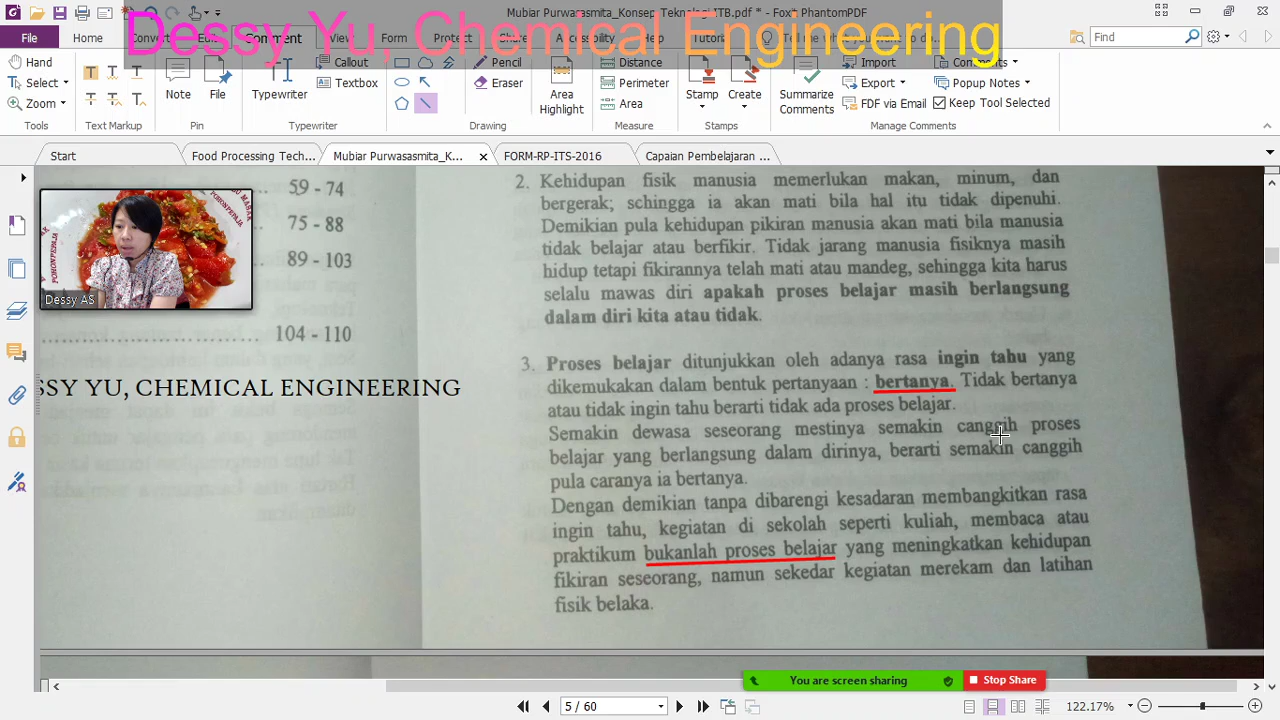 Mubiar Purwasasmita_Konsep Teknologi ITB.pdf * - Foxit PhantomPDF
Dessy Yu, Chemical Engineering
File Home Convert Edit Comment View Form Protect Share Accessibility Help Tell me what you want to do.. Find
Hand
Select
Zoom
Tools
Text Markup
Note
File
Pin
Typewriter
Callout
Textbox
Typewriter
Pencil
Eraser
Drawing
Area
Highlight
Distance
Perimeter
Area
Measure
Stamp
Create
Stamps
Summarize
Comments
Import
Export
FDF via Email
Comments
Popup Notes
Keep Tool Selected
Manage Comments
Start
Food Processing Tech...
Mubiar Purwasasmita_K...
FORM-RP-ITS-2016
Capaian Pembelajaran ...
59 - 74
75 - 88
89 - 103
104 - 110
POHONPEPAJA
Dessy AS
SSY YU, CHEMICAL ENGINEERING
2. Kehidupan fisik manusia memerlukan makan, minum, dan
bergerak; schingga ia akan mati bila hal itu tidak dipenuhi.
Demikian pula kehidupan pikiran manusia akan mati bila manusia
tidak belajar atau berfikir. Tidak jarang manusia fisiknya masih
hidup tetapi fikirannya telah mati atau mandeg, sehingga kita harus
selalu mawas diri apakah proses belajar masih berlangsung
dalam diri kita atau tidak.
3. Proses belajar ditunjukkan oleh adanya rasa ingin tahu yang
dikemukakan dalam bentuk pertanyaan : bertanya. Tidak bertanya
atau tidak ingin tahu berarti tidak ada proses belajar.
Semakin dewasa seseorang mestinya semakin canggih proses
belajar yang berlangsung dalam dirinya, berarti semakin canggih
pula caranya ia bertanya.
Dengan demikian tanpa dibarengi kesadaran membangkitkan rasa
ingin tahu, kegiatan di sekolah seperti kuliah, membaca atau
praktikum bukanlah proses belajar yang meningkatkan kehidupan
fikiran seseorang, namun sekedar kegiatan merekam dan latihan
fisik belaka.
You are screen sharing
Stop Share
5 / 60
122.17%